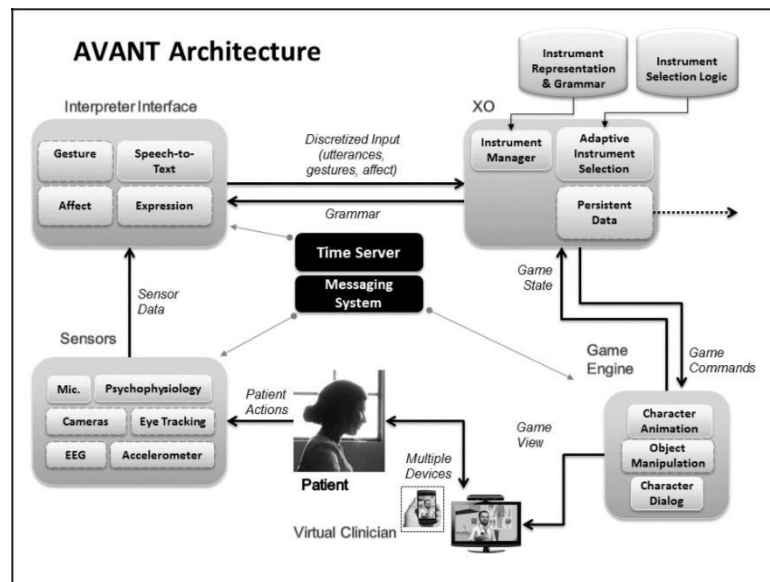 AVANT Architecture
Instrument
Representation
& Grammar
Instrument
Selection Logic
Interpreter Interface
XO
Gesture
Speech-to-
Text
Affect
Expression
Discretized Input
(utterances,
gestures, affect)
Grammar
Instrument
Manager
Adaptive
Instrument
Selection
Persistent
Data
Time Server
Messaging
System
Sensor
Data
Game
State
Game
Commands
Sensors
Mic.
Psychophysiology
Cameras
Eye Tracking
EEG
Accelerometer
Patient
Actions
Patient
Multiple
Devices
Virtual Clinician
Game
View
Game
Engine
Character
Animation
Object
Manipulation
Character
Dialog